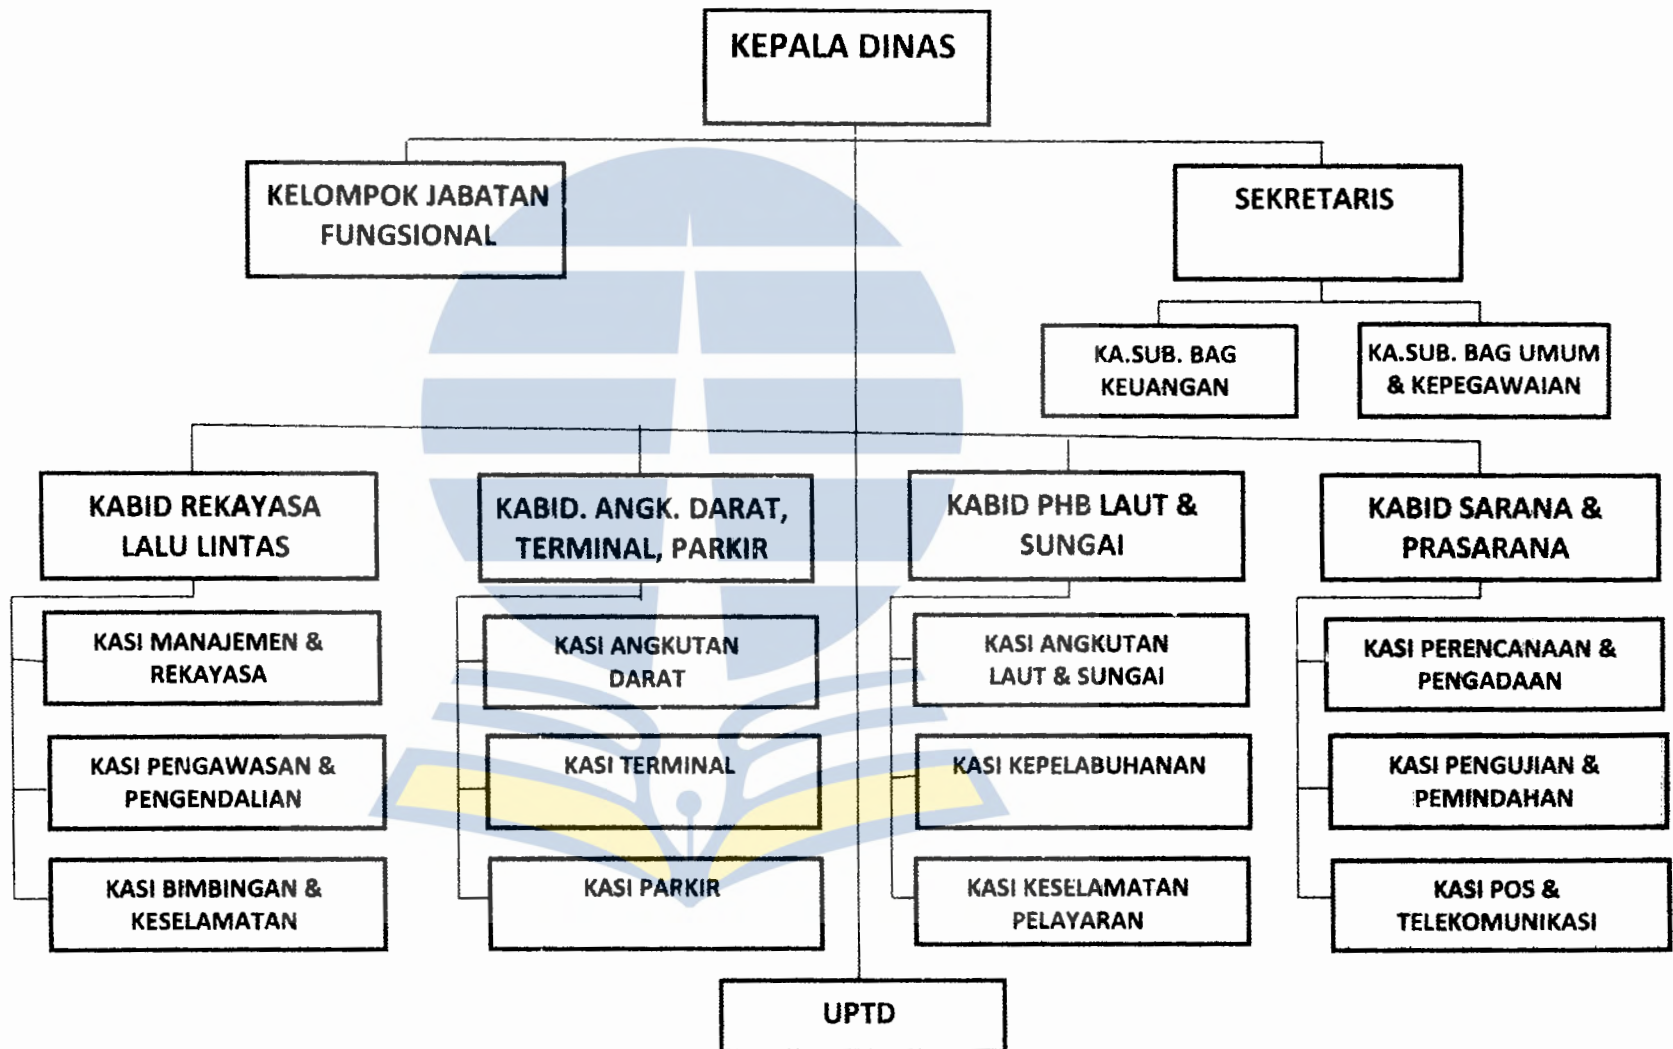 KEPALA DINAS
KELOMPOK JABATAN
FUNGSIONAL
SEKRETARIS
KA.SUB. BAG
KEUANGAN
KA.SUB. BAG UMUM
& KEPEGAWAIAN
KABID REKAYASA
LALU LINTAS
KABID. ANGK. DARAT,
TERMINAL, PARKIR
KABID PHB LAUT &
SUNGAI
KABID SARANA &
PRASARANA
KASI MANAJEMEN &
REKAYASA
KASI ANGKUTAN
DARAT
KASI ANGKUTAN
LAUT & SUNGAI
KASI PERENCANAAN &
PENGADAAN
KASI PENGAWASAN &
PENGENDALIAN
KASI TERMINAL
KASI KEPELABUHANAN
KASI PENGUJIAN &
PEMINDAHAN
KASI BIMBINGAN &
KESELAMATAN
KASI PARKIR
KASI KESELAMATAN
PELAYARAN
KASI POS &
TELEKOMUNIKASI
UPTD